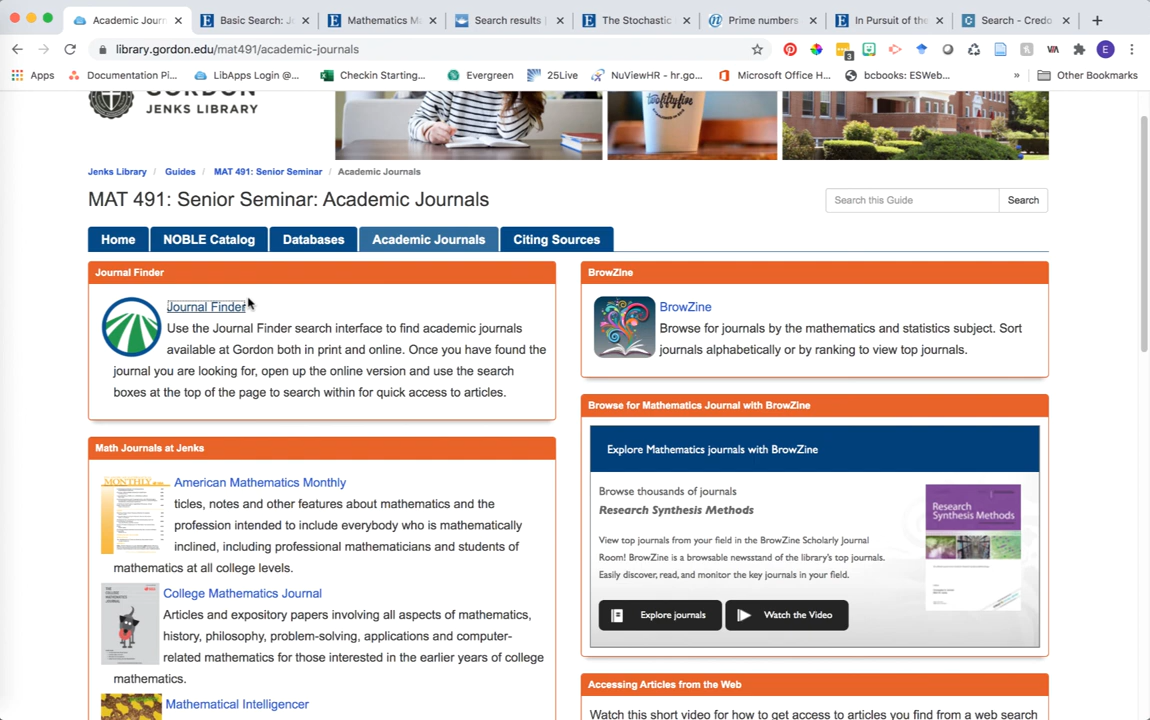 Academic Journ
Basic Search: J
Mathematics M
Search results |
The Stochastic
Prime numbers
In Pursuit of the
Search - Credo
library.gordon.edu/mat491/academic-journals
3
E
Apps
Documentation Pl...
LibApps Login @...
Checkin Starting...
Evergreen
25Live
NuViewHR - hr.go...
Microsoft Office H...
bcbooks: ESWeb...
»
Other Bookmarks
GORDON
JENKS LIBRARY
twofiftyfive
Jenks Library / Guides / MAT 491: Senior Seminar / Academic Journals
MAT 491: Senior Seminar: Academic Journals
Search this Guide
Search
Home
NOBLE Catalog
Databases
Academic Journals
Citing Sources
Journal Finder
Journal Finder
Use the Journal Finder search interface to find academic journals
available at Gordon both in print and online. Once you have found the
journal you are looking for, open up the online version and use the search
boxes at the top of the page to search within for quick access to articles.
Math Journals at Jenks
MONTHLY
American Mathematics Monthly
ticles, notes and other features about mathematics and the
profession intended to include everybody who is mathematically
inclined, including professional mathematicians and students of
mathematics at all college levels.
College Mathematics Journal
Articles and expository papers involving all aspects of mathematics,
history, philosophy, problem-solving, applications and computer-
related mathematics for those interested in the earlier years of college
mathematics.
Mathematical Intelligencer
BrowZine
BrowZine
Browse for journals by the mathematics and statistics subject. Sort
journals alphabetically or by ranking to view top journals.
Browse for Mathematics Journal with BrowZine
Explore Mathematics journals with BrowZine
Browse thousands of journals
Research Synthesis Methods
View top journals from your field in the BrowZine Scholarly Journal
Room! BrowZine is a browsable newsstand of the library's top journals.
Easily discover, read, and monitor the key journals in your field.
Research
Synthesis Methods
Explore journals
Watch the Video
Accessing Articles from the Web
Watch this short video for how to get access to articles you find from a web search